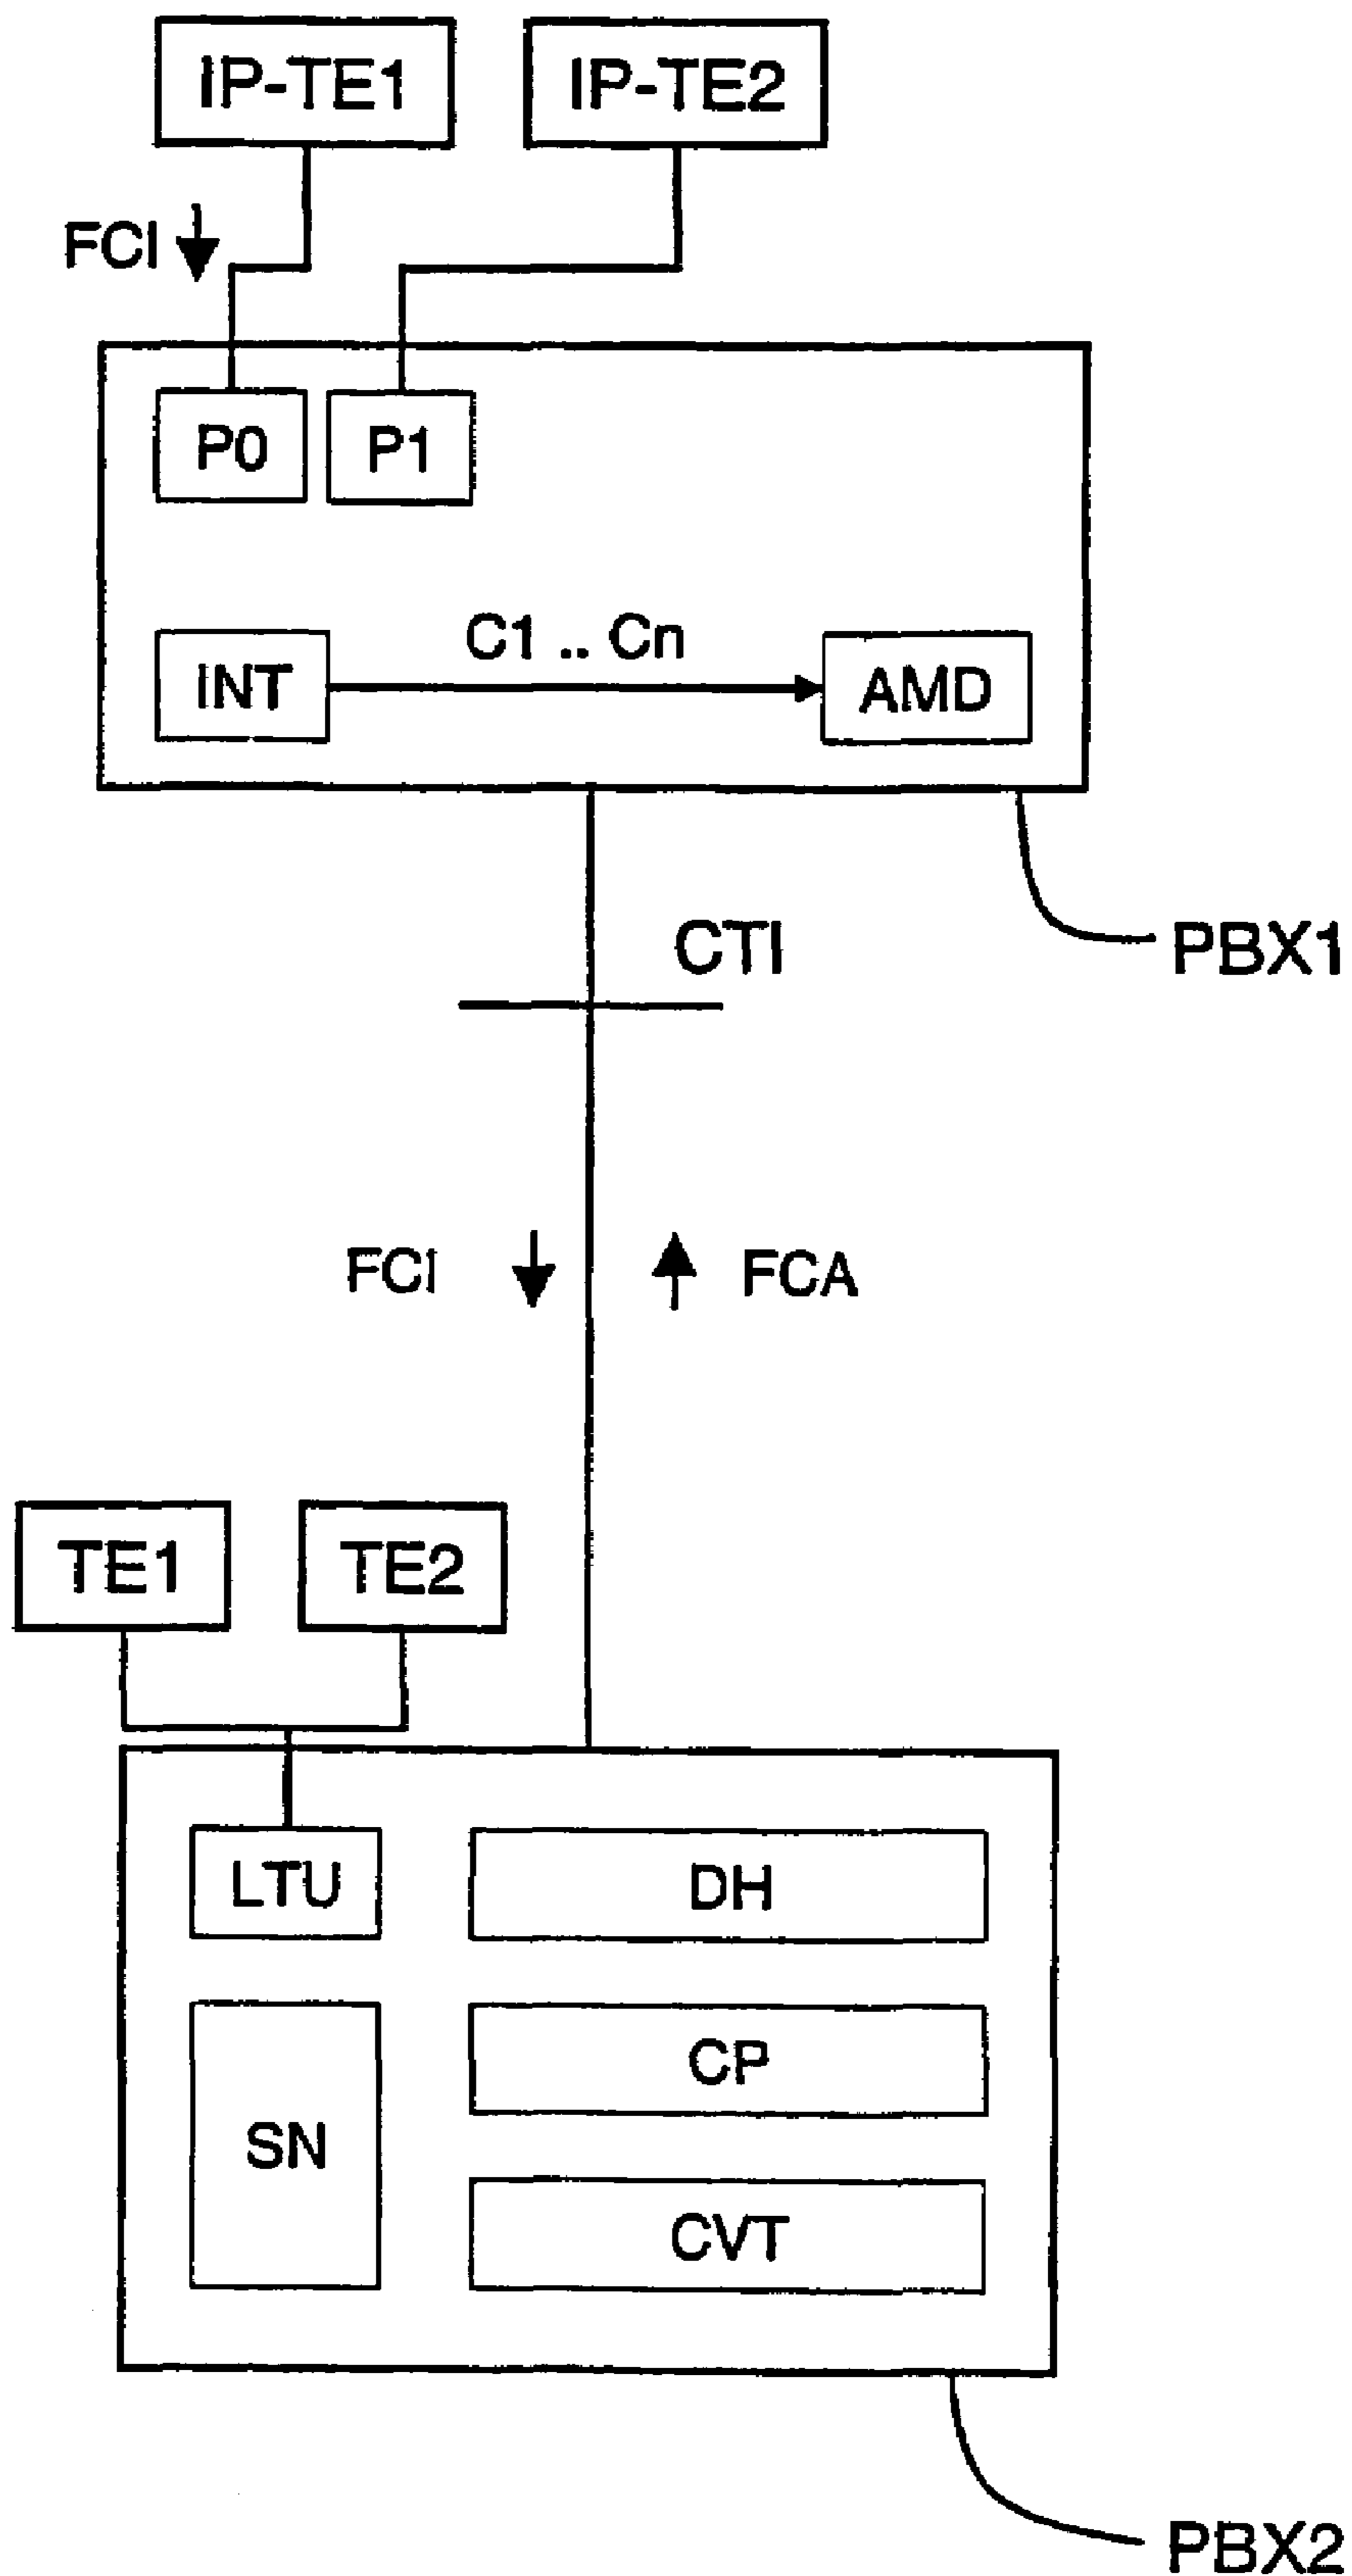 IP-TE1 IP-TE2
FCI
P0 P1
C1 .. Cn
INT AMD
CTI PBX1
FCI FCA
TE1 TE2
LTU DH
CP
SN
CVT
PBX2